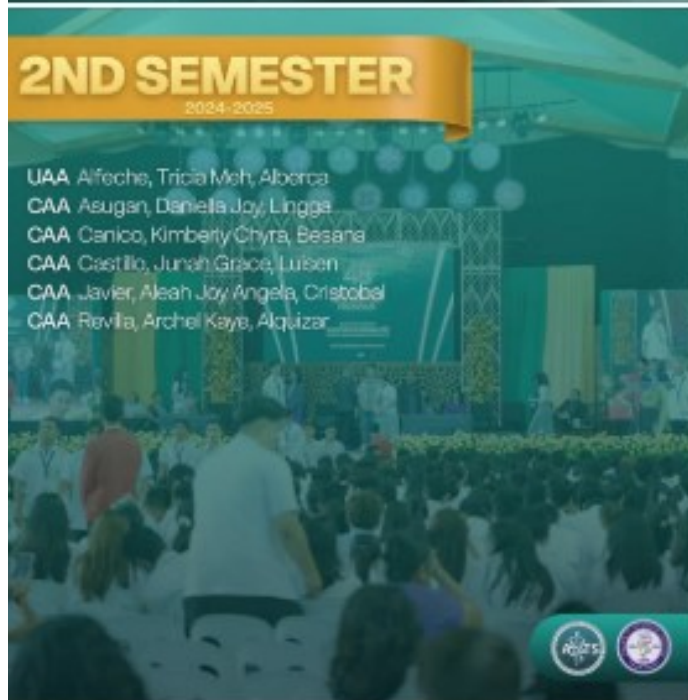 2ND SEMESTER
2024-2025
UAA Alfeche, Tricia Meh, Alberca
CAA Asugan, Daniella Joy, Lingga
CAA Canico, Kimberly Chyra, Besana
CAA Castillo, Junah Grace, Luisen
CAA Javier, Aleah Joy Angela, Cristobal
CAA Revilla, Archel Kaye, Alquizar